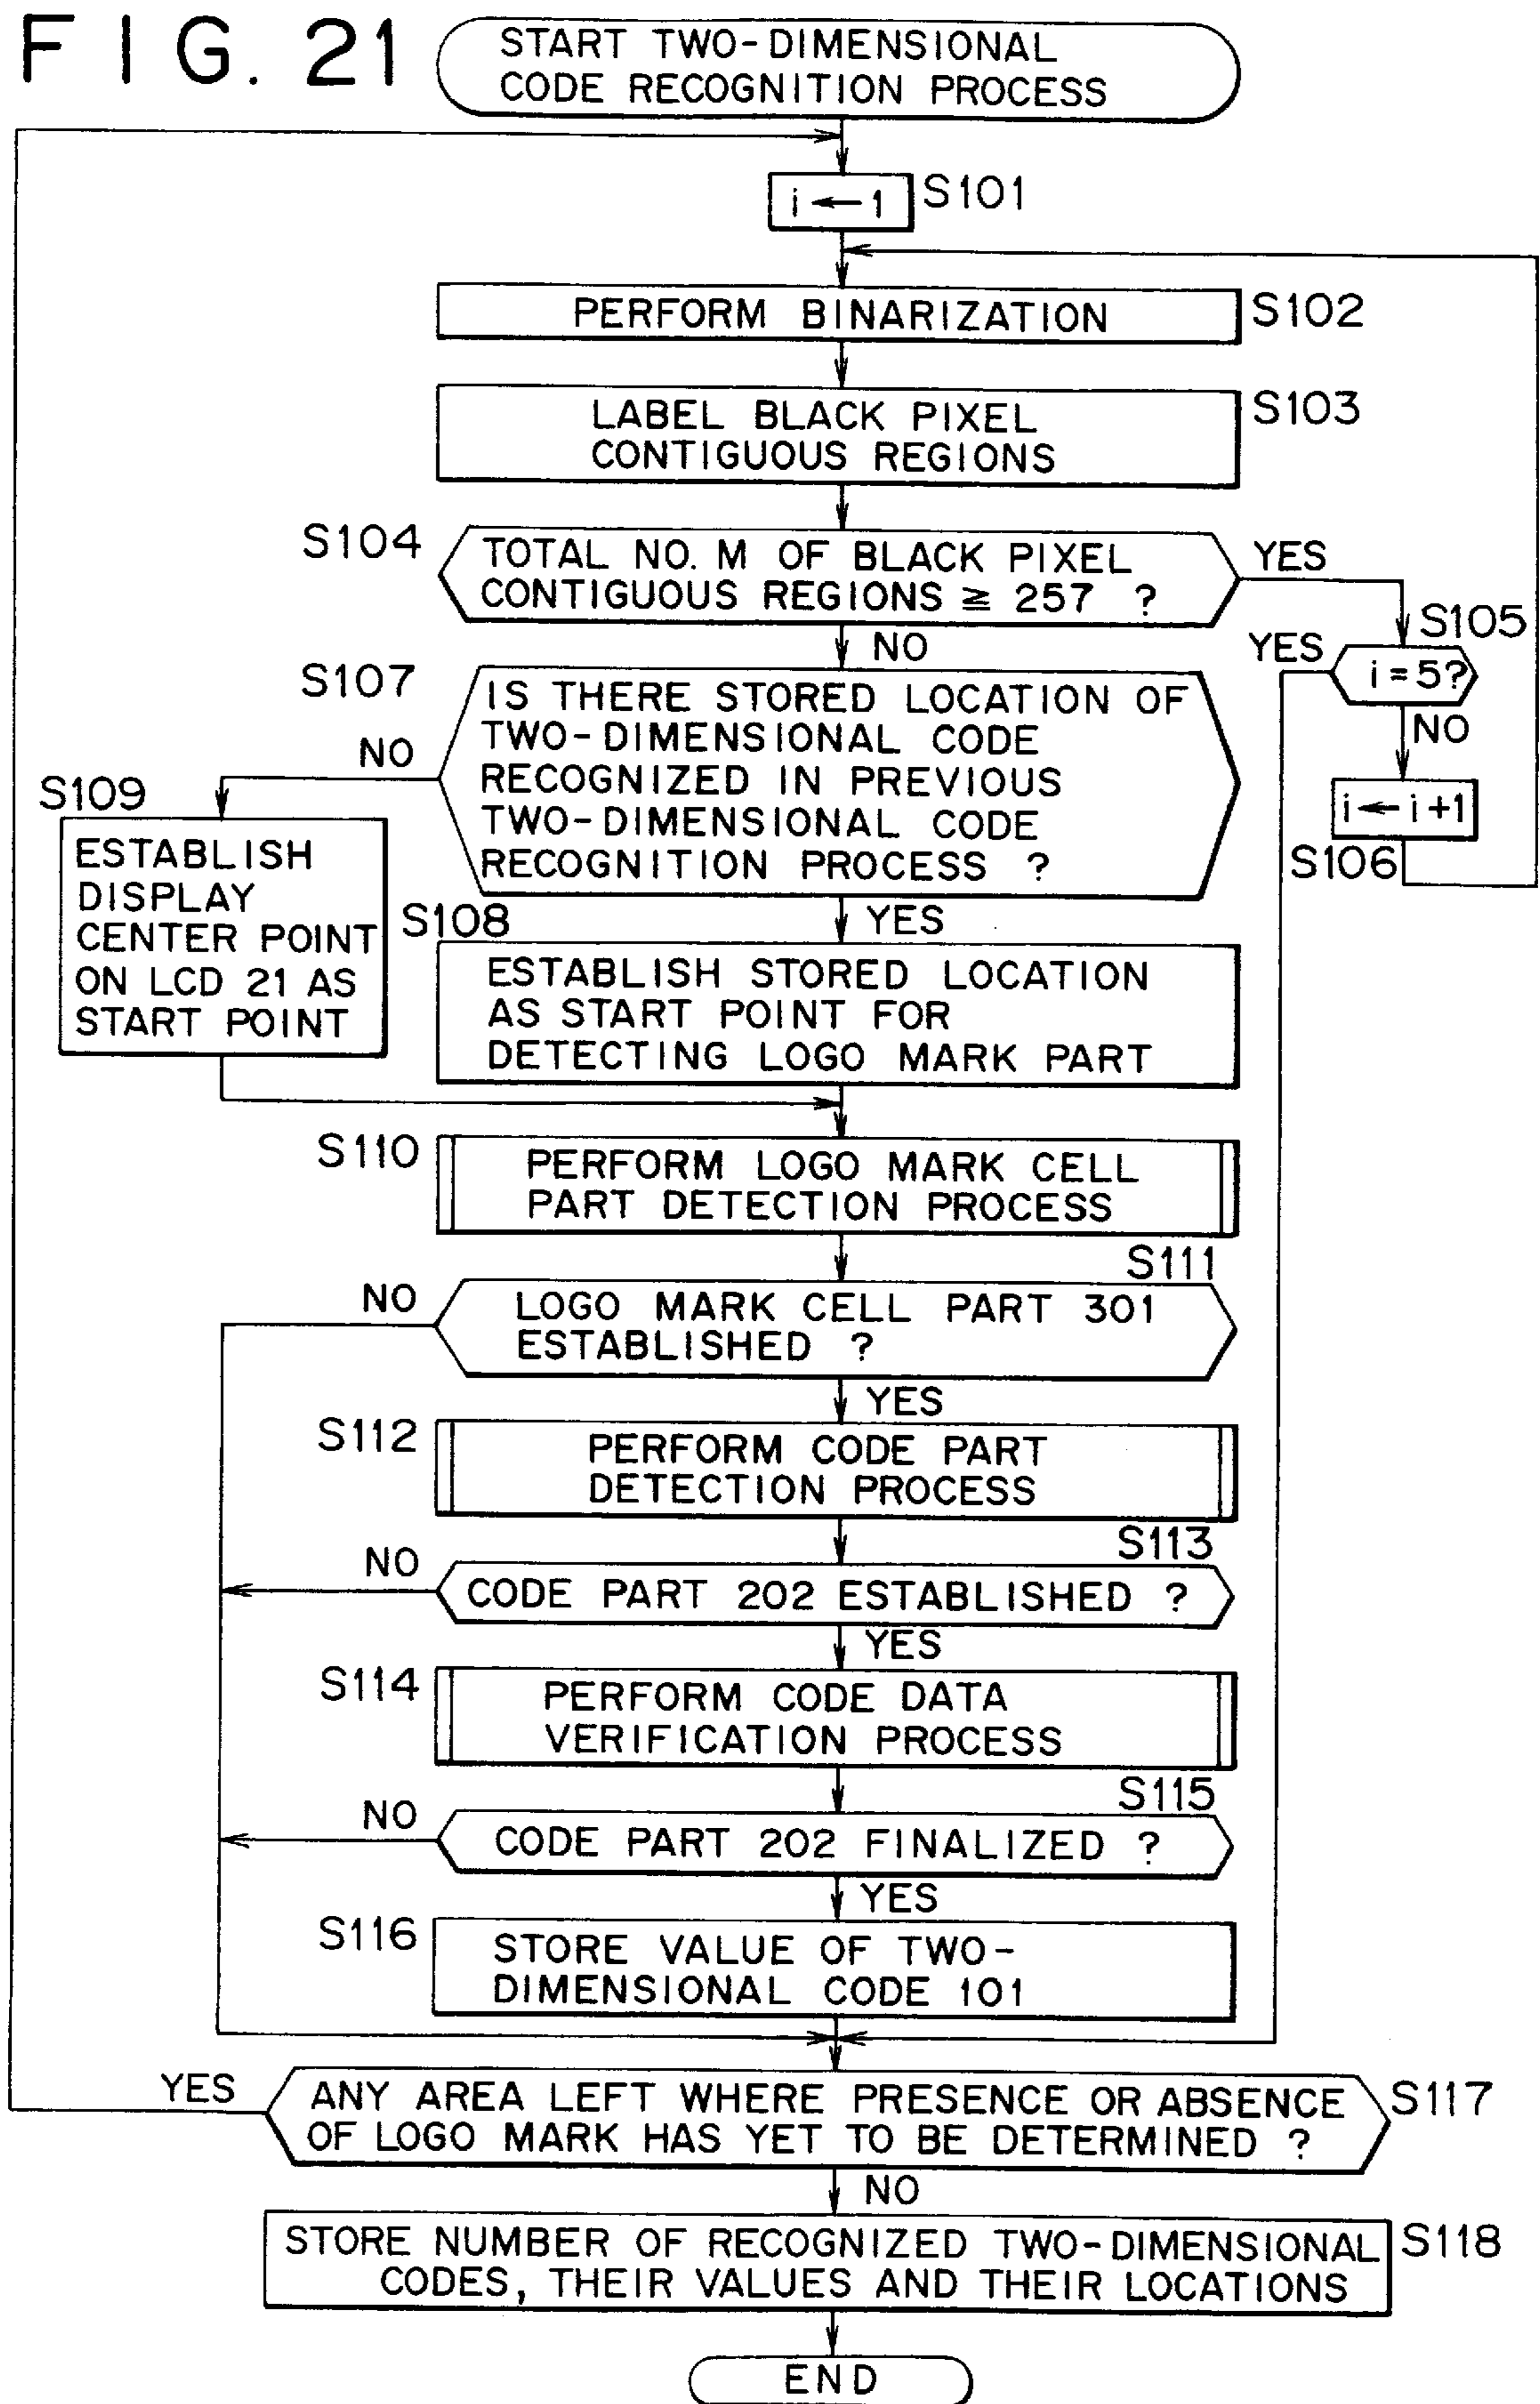 FIG. 21
START TWO-DIMENSIONAL
CODE RECOGNITION PROCESS
i ← 1
S101
PERFORM BINARIZATION
S102
LABEL BLACK PIXEL
CONTIGUOUS REGIONS
S103
S104
TOTAL NO. M OF BLACK PIXEL
CONTIGUOUS REGIONS ≧ 257 ?
YES
NO
S105
i = 5?
YES
NO
i ← i+1
S106
S107
IS THERE STORED LOCATION OF
TWO-DIMENSIONAL CODE
RECOGNIZED IN PREVIOUS
TWO-DIMENSIONAL CODE
RECOGNITION PROCESS ?
NO
YES
S109
ESTABLISH
DISPLAY
CENTER POINT
ON LCD 21 AS
START POINT
S108
ESTABLISH STORED LOCATION
AS START POINT FOR
DETECTING LOGO MARK PART
S110
PERFORM LOGO MARK CELL
PART DETECTION PROCESS
S111
LOGO MARK CELL PART 301
ESTABLISHED ?
NO
YES
S112
PERFORM CODE PART
DETECTION PROCESS
S113
CODE PART 202 ESTABLISHED ?
NO
YES
S114
PERFORM CODE DATA
VERIFICATION PROCESS
S115
CODE PART 202 FINALIZED ?
NO
YES
S116
STORE VALUE OF TWO-
DIMENSIONAL CODE 101
YES
ANY AREA LEFT WHERE PRESENCE OR ABSENCE
OF LOGO MARK HAS YET TO BE DETERMINED ?
S117
NO
STORE NUMBER OF RECOGNIZED TWO-DIMENSIONAL
CODES, THEIR VALUES AND THEIR LOCATIONS
S118
END